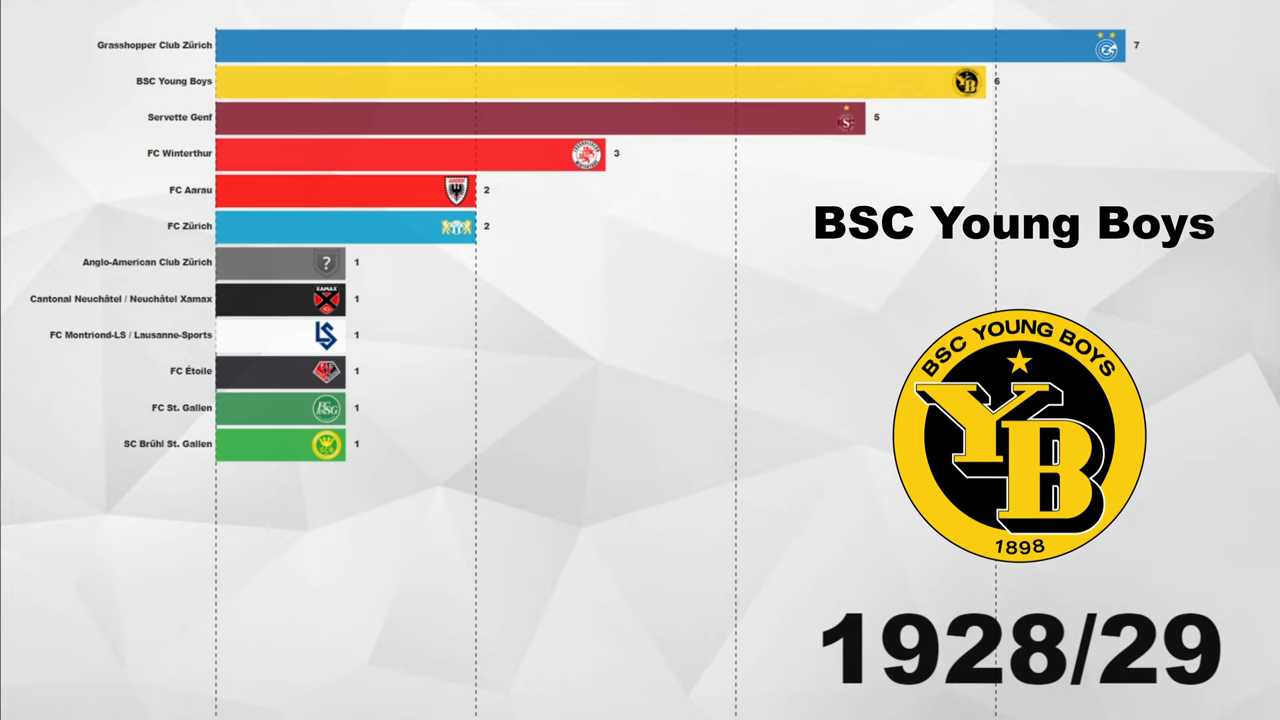 Grasshopper Club Zürich 7
BSC Young Boys 6
Servette Genf 5
FC Winterthur 3
FC Aarau 2
FC Zürich 2
Anglo-American Club Zürich ? 1
Cantonal Neuchâtel / Neuchâtel Xamax XAMAX 1
FC Montriond-LS / Lausanne-Sports LS 1
FC Étoile 1
FC St. Gallen 1
SC Brühl St. Gallen 1
BSC Young Boys
BSC YOUNG BOYS
YB
1898
1928/29